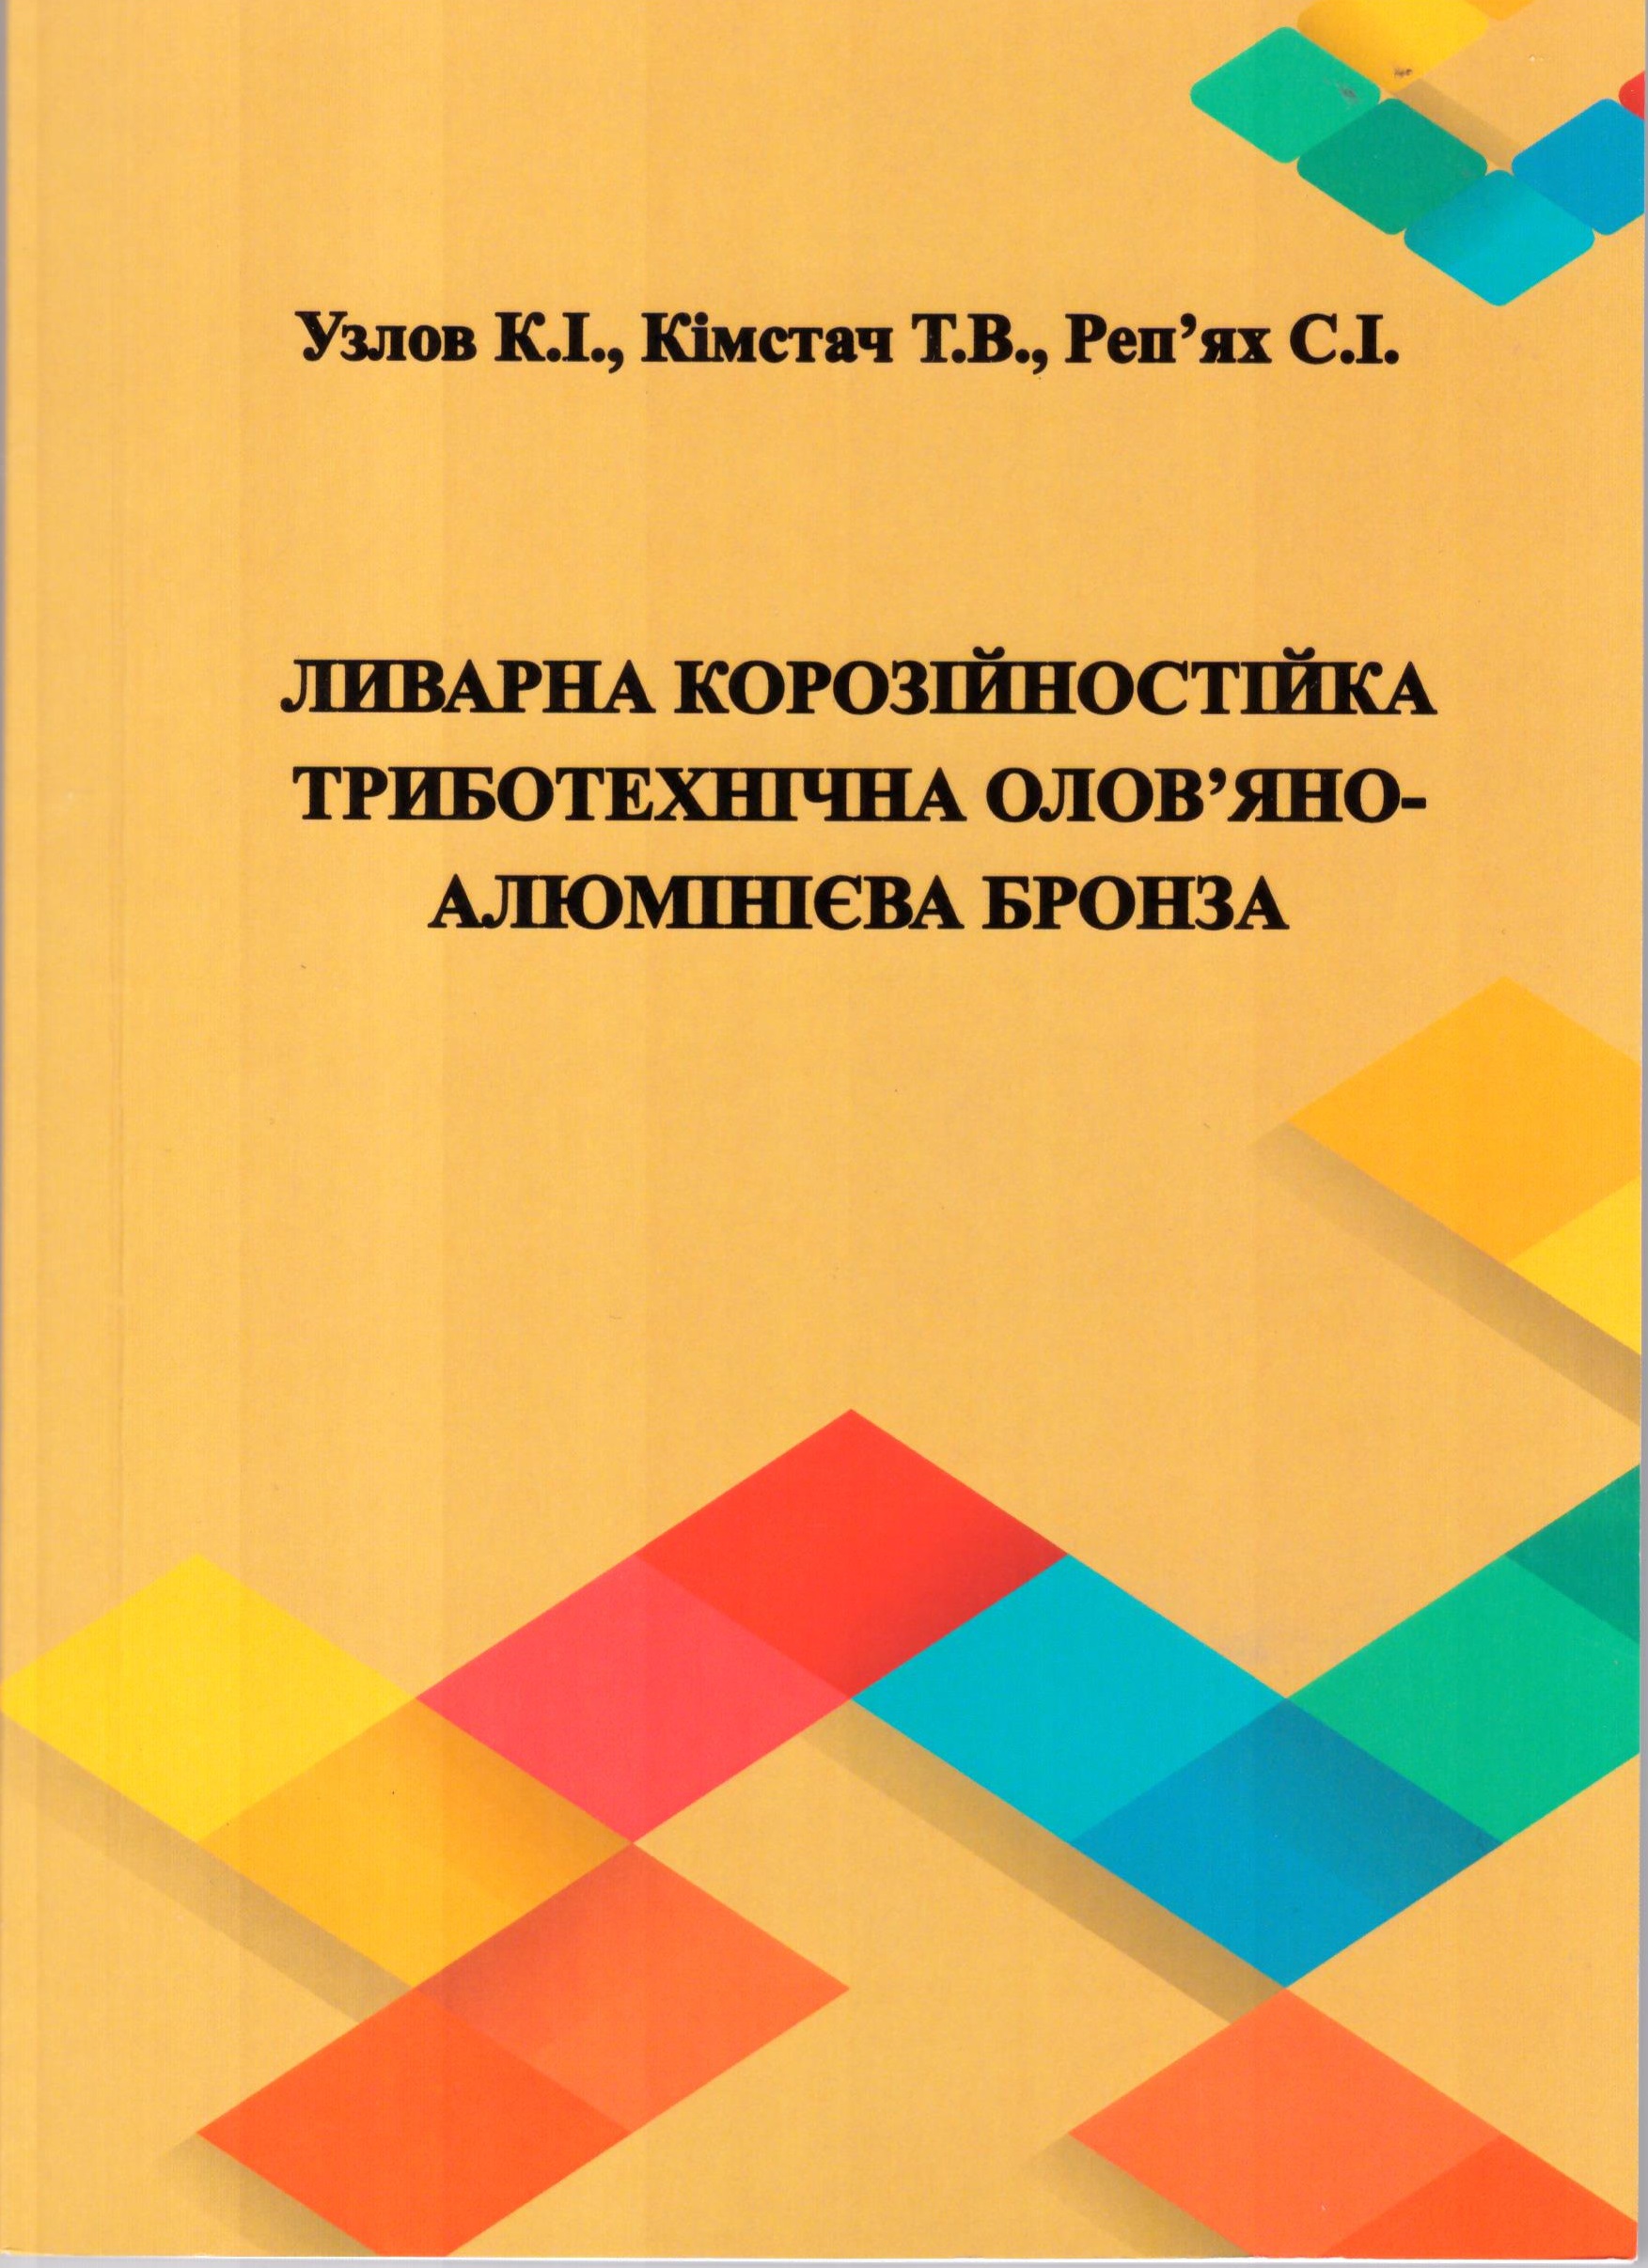 Узлов К.І., Кімстач Т.В., Реп’ях С.І.
ЛИВАРНА КОРОЗІЙНОСТІЙКА
ТРИБОТЕХНІЧНА ОЛОВ’ЯНО-
АЛЮМІНІЄВА БРОНЗА